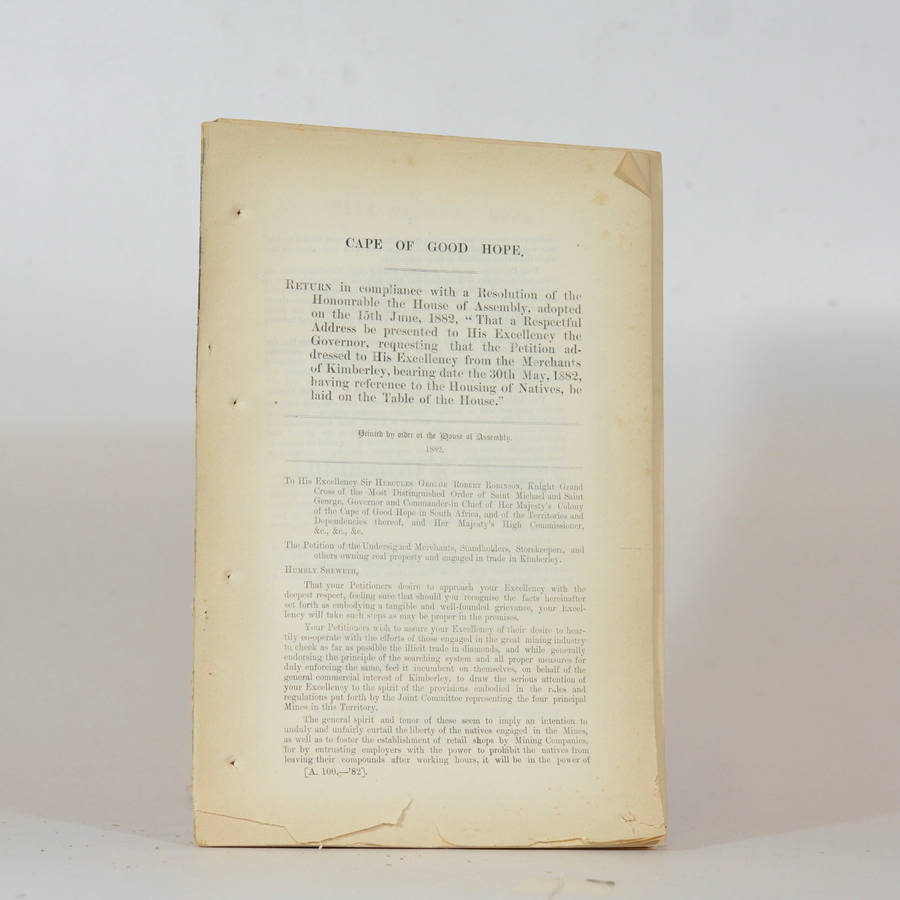 CAPE OF GOOD HOPE.
RETURN in compliance with a Resolution of the
Honourable the House of Assembly, adopted
on the 15th June, 1882, "That a Respectful
Address be presented to His Excellency the
Governor, requesting that the Petition ad-
dressed to His Excellency from the Merchants
of Kimberley, bearing date the 30th May, 1882,
having reference to the Housing of Natives, be
laid on the Table of the House."
Printed by order of the House of Assembly.
1882.
To His Excellency Sir HERCULES GEORGE ROBERT ROBINSON, Knight Grand
Cross of the Most Distinguished Order of Saint Michael and Saint
George, Governor and Commander-in Chief of Her Majesty's Colony
of the Cape of Good Hope in South Africa, and of the Territories and
Dependencies thereof, and Her Majesty's High Commissioner,
&c., &c., &c.
The Petition of the Undersigned Merchants, Standholders, Storekeepers, and
others owning real property and engaged in trade in Kimberley.
HUMBLY SHEWETH,
That your Petitioners desire to approach your Excellency with the
deepest respect, feeling sure that should you recognise the facts hereinafter
set forth as embodying a tangible and well-founded grievance, your Excel-
lency will take such steps as may be proper in the premises.
Your Petitioners wish to assure your Excellency of their desire to hear-
tily co-operate with the efforts of those engaged in the great mining industry
to check as far as possible the illicit trade in diamonds, and while generally
endorsing the principle of the searching system and all proper measures for
duly enforcing the same, feel it incumbent on themselves, on behalf of the
general commercial interest of Kimberley, to draw the serious attention of
your Excellency to the spirit of the provisions embodied in the rules and
regulations put forth by the Joint Committee representing the four principal
Mines in this Territory.
The general spirit and tenor of these seem to imply an intention to
unduly and unfairly curtail the liberty of the natives engaged in the Mines,
as well as to foster the establishment of retail shops by Mining Companies,
for by entrusting employers with the power to prohibit the natives from
leaving their compounds after working hours, it will be in the power of
[A. 100.—'82].